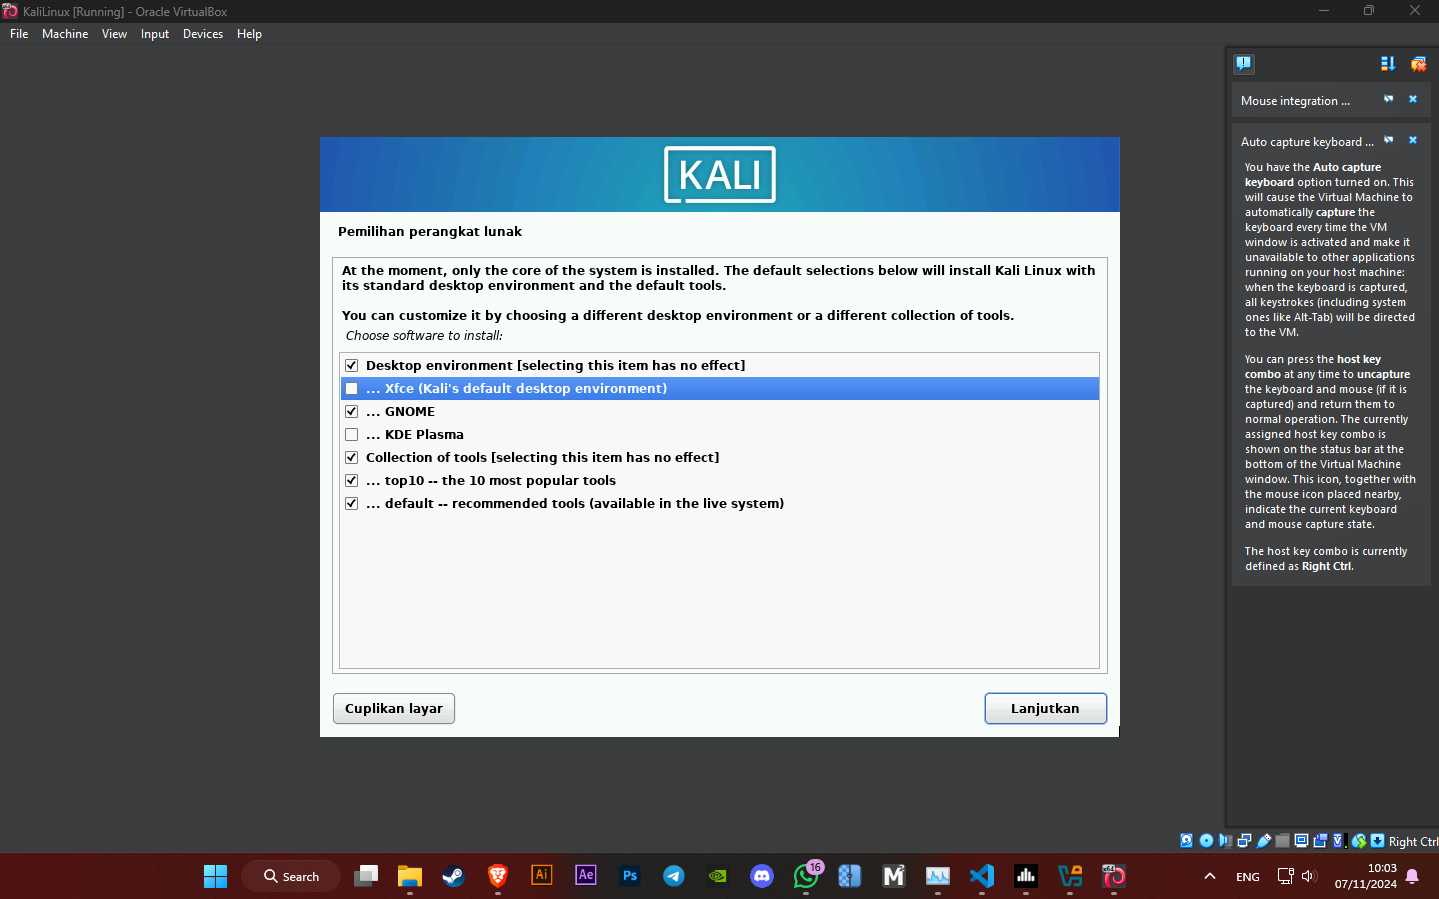 KaliLinux [Running] - Oracle VirtualBox
File Machine View Input Devices Help
Mouse integration ...
Auto capture keyboard ...
You have the Auto capture
keyboard option turned on. This
will cause the Virtual Machine to
automatically capture the
keyboard every time the VM
window is activated and make it
unavailable to other applications
running on your host machine:
when the keyboard is captured,
all keystrokes (including system
ones like Alt-Tab) will be directed
to the VM.
You can press the host key
combo at any time to uncapture
the keyboard and mouse (if it is
captured) and return them to
normal operation. The currently
assigned host key combo is
shown on the status bar at the
bottom of the Virtual Machine
window. This icon, together with
the mouse icon placed nearby,
indicate the current keyboard
and mouse capture state.
The host key combo is currently
defined as Right Ctrl.
KALI
Pemilihan perangkat lunak
At the moment, only the core of the system is installed. The default selections below will install Kali Linux with
its standard desktop environment and the default tools.
You can customize it by choosing a different desktop environment or a different collection of tools.
Choose software to install:
Desktop environment [selecting this item has no effect]
... Xfce (Kali's default desktop environment)
... GNOME
... KDE Plasma
Collection of tools [selecting this item has no effect]
... top10 -- the 10 most popular tools
... default -- recommended tools (available in the live system)
Cuplikan layar
Lanjutkan
Right Ctrl
Search
Ai
Ae
Ps
16
M
ENG
10:03
07/11/2024